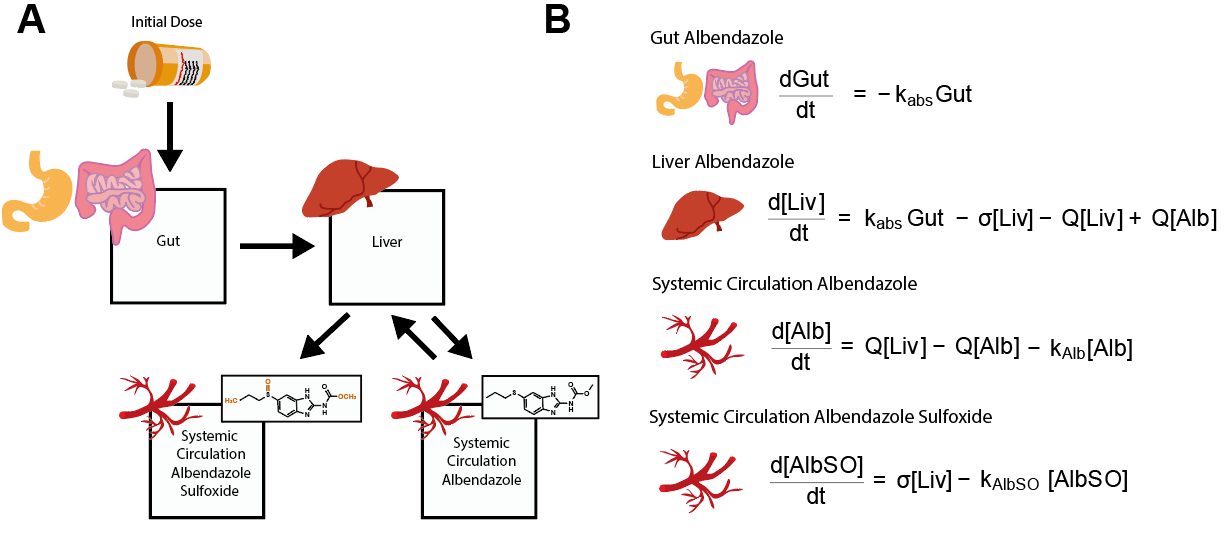 A
Initial Dose
Gut
Liver
O
H₃C
S
H
N
N
N
H
O
O
OCH₃
Systemic
Circulation
Albendazole
Sulfoxide
S
H
N
N
N
H
O
O
Systemic
Circulation
Albendazole
B
Gut Albendazole
dGut
dt
= − k_abs Gut
Liver Albendazole
d[Liv]
dt
= k_abs Gut − σ[Liv] − Q[Liv] + Q[Alb]
Systemic Circulation Albendazole
d[Alb]
dt
= Q[Liv] − Q[Alb] − k_Alb[Alb]
Systemic Circulation Albendazole Sulfoxide
d[AlbSO]
dt
= σ[Liv] − k_AlbSO [AlbSO]